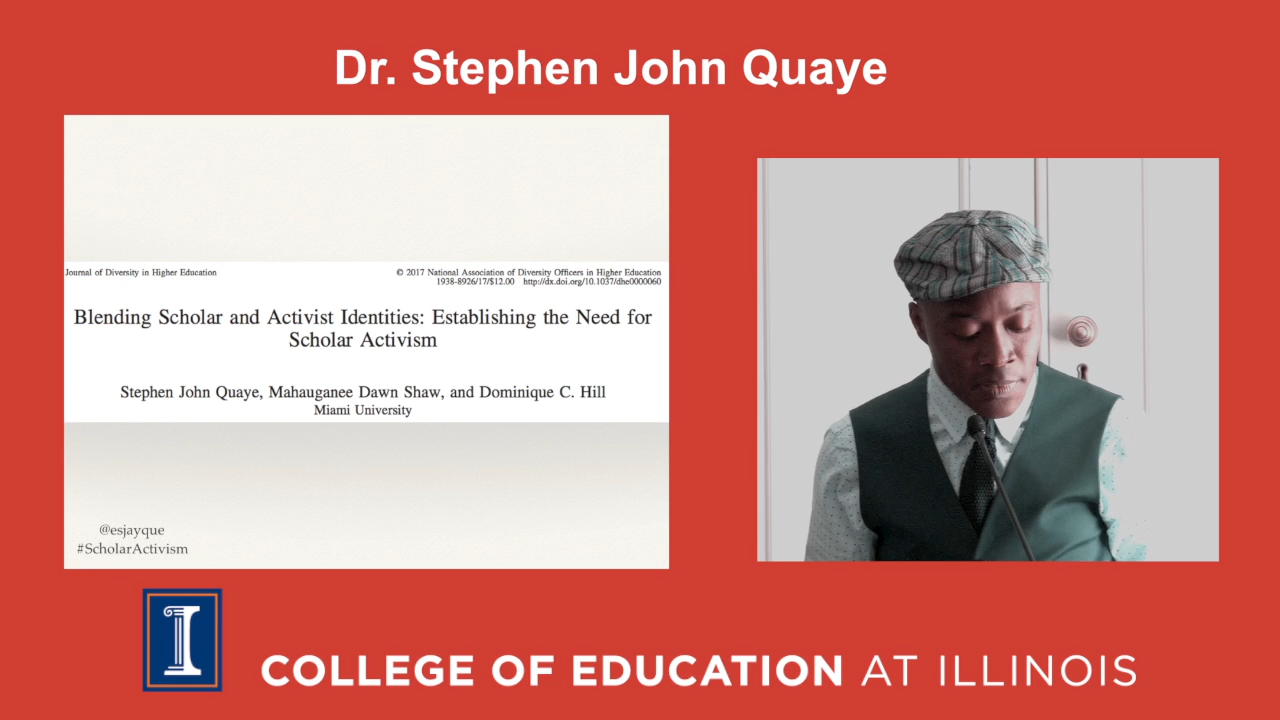 Dr. Stephen John Quaye
Journal of Diversity in Higher Education
© 2017 National Association of Diversity Officers in Higher Education
1938-8926/17/$12.00 http://dx.doi.org/10.1037/dhe0000060
Blending Scholar and Activist Identities: Establishing the Need for
Scholar Activism
Stephen John Quaye, Mahauganee Dawn Shaw, and Dominique C. Hill
Miami University
@esjayque
#ScholarActivism
I
COLLEGE OF EDUCATION AT ILLINOIS